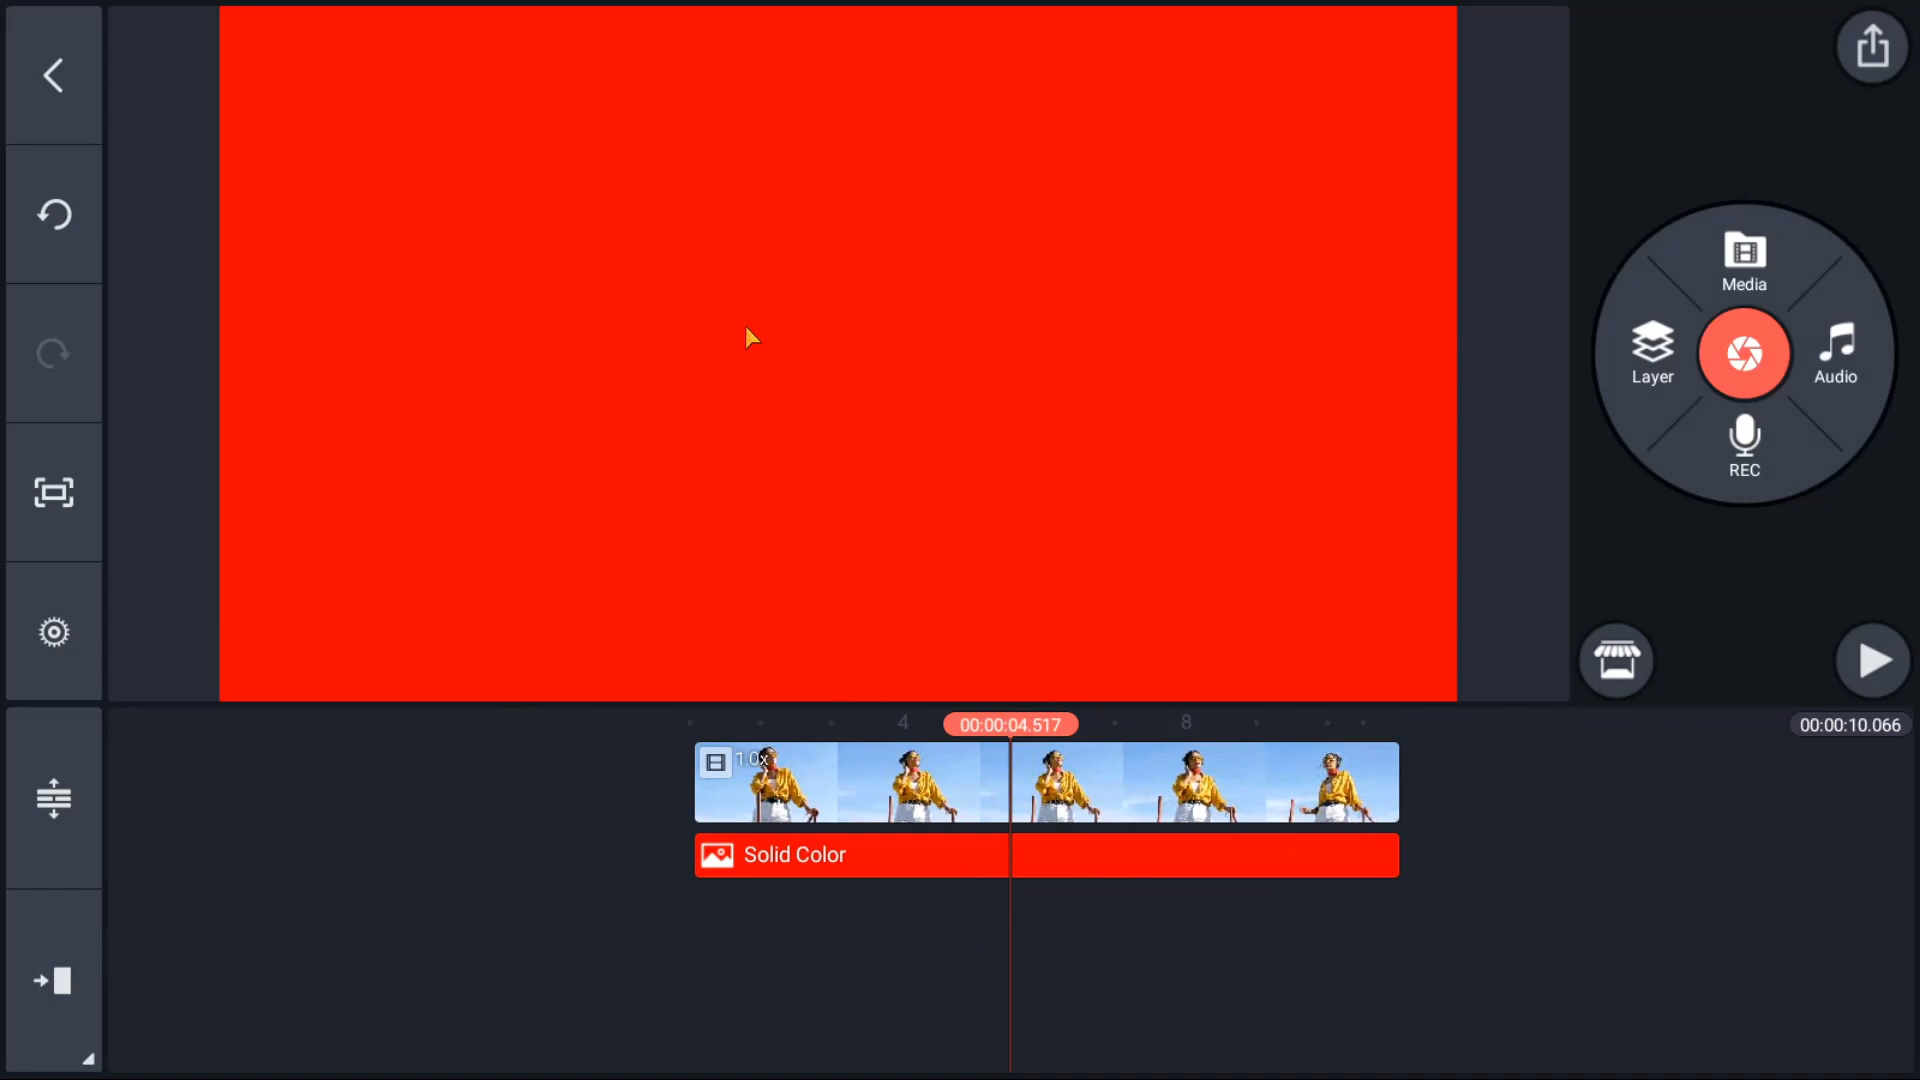 Media
Layer
Audio
REC
4
00:00:04.517
8
00:00:10.066
1.0x
Solid Color